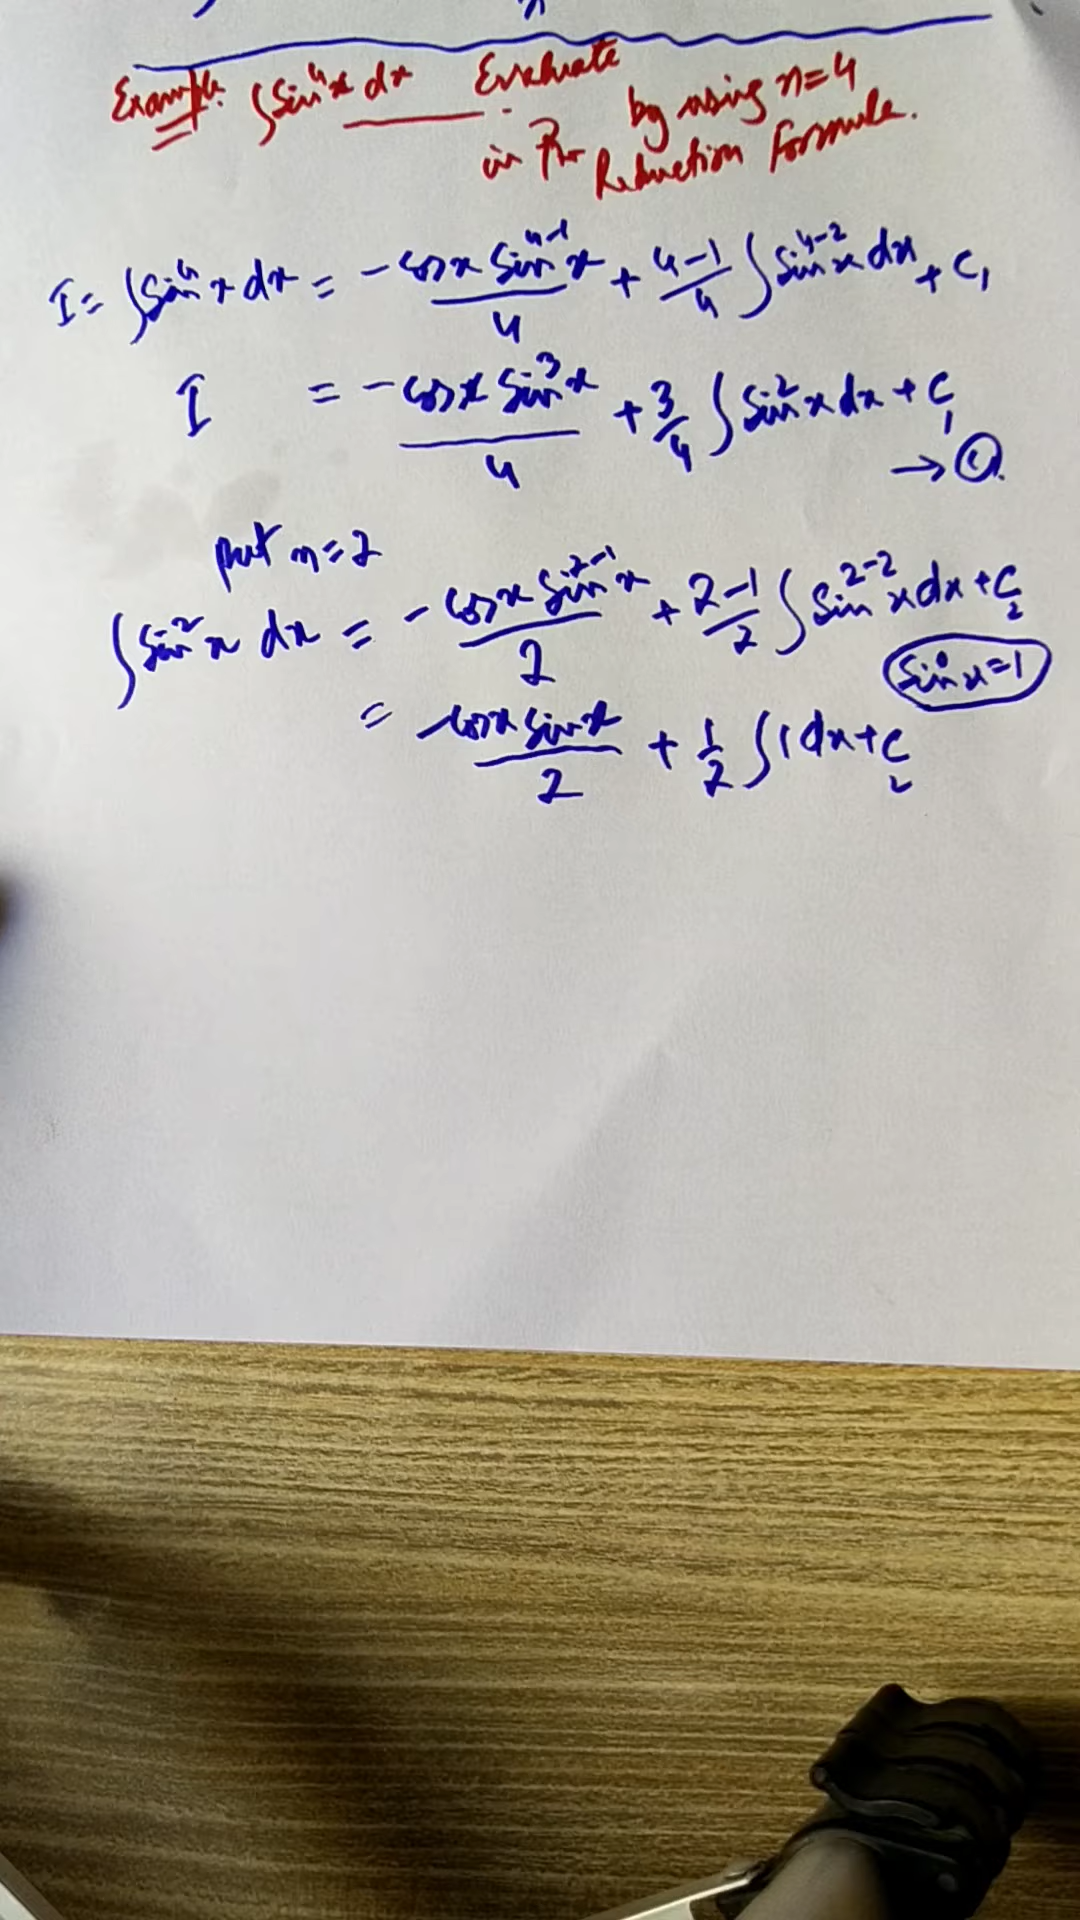 Example: ∫Sin⁴x dx Evaluate
by using n=4
in the Reduction Formula.
I = ∫Sin⁴x dx = -cosx Sin⁴⁻¹x/4 + 4-1/4 ∫Sin⁴⁻²x dx + C₁
I = -cosx Sin³x/4 + 3/4 ∫Sin²x dx + C₁
→ ①.
put n=2
∫Sin²x dx = -cosx Sin²⁻¹x/2 + 2-1/2 ∫Sin²⁻²x dx + C₂
Sin⁰x=1
= -cosx Sinx/2 + 1/2 ∫1 dx + C₂